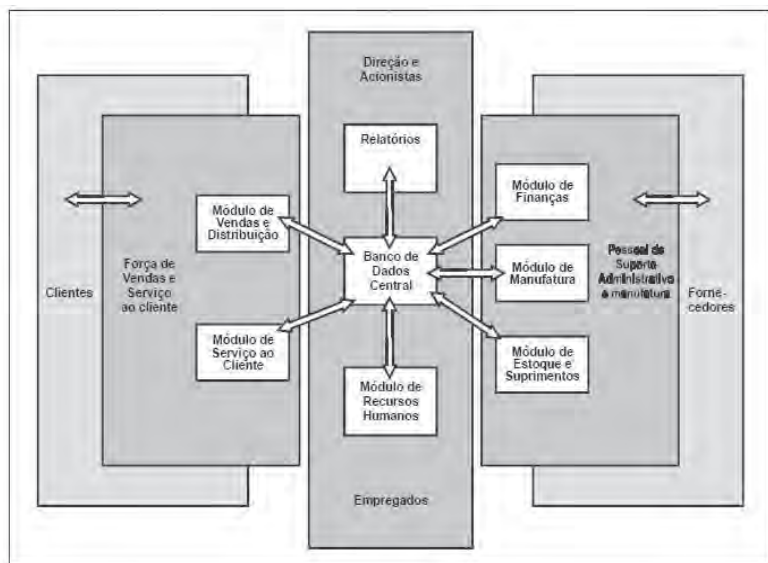 Direção e
Acionistas
Relatórios
Módulo de
Vendas e
Distribuição
Módulo de
Finanças
Banco de
Dados
Central
Módulo de
Manufatura
Pessoal de
Suporte
Administrativo
e manufatura
Clientes
Força de
Vendas e
Serviço
ao cliente
Forne-
cedores
Módulo de
Serviço ao
Cliente
Módulo de
Estoque e
Suprimentos
Módulo de
Recursos
Humanos
Empregados